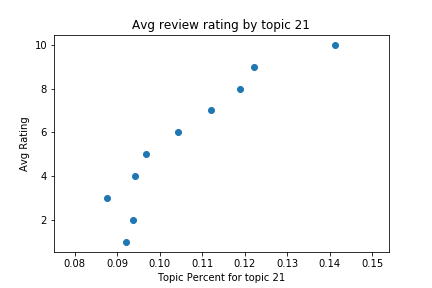 Avg review rating by topic 21
10
8
6
4
2
Avg Rating
0.08 0.09 0.10 0.11 0.12 0.13 0.14 0.15
Topic Percent for topic 21